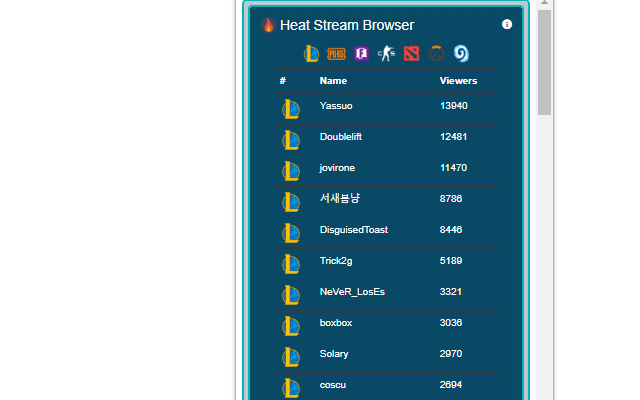 Heat Stream Browser
PUBG
# Name Viewers
Yassuo 13940
Doublelift 12481
jovirone 11470
서새봄냥 8786
DisguisedToast 8446
Trick2g 5189
NeVeR_LosEs 3321
boxbox 3036
Solary 2970
coscu 2694